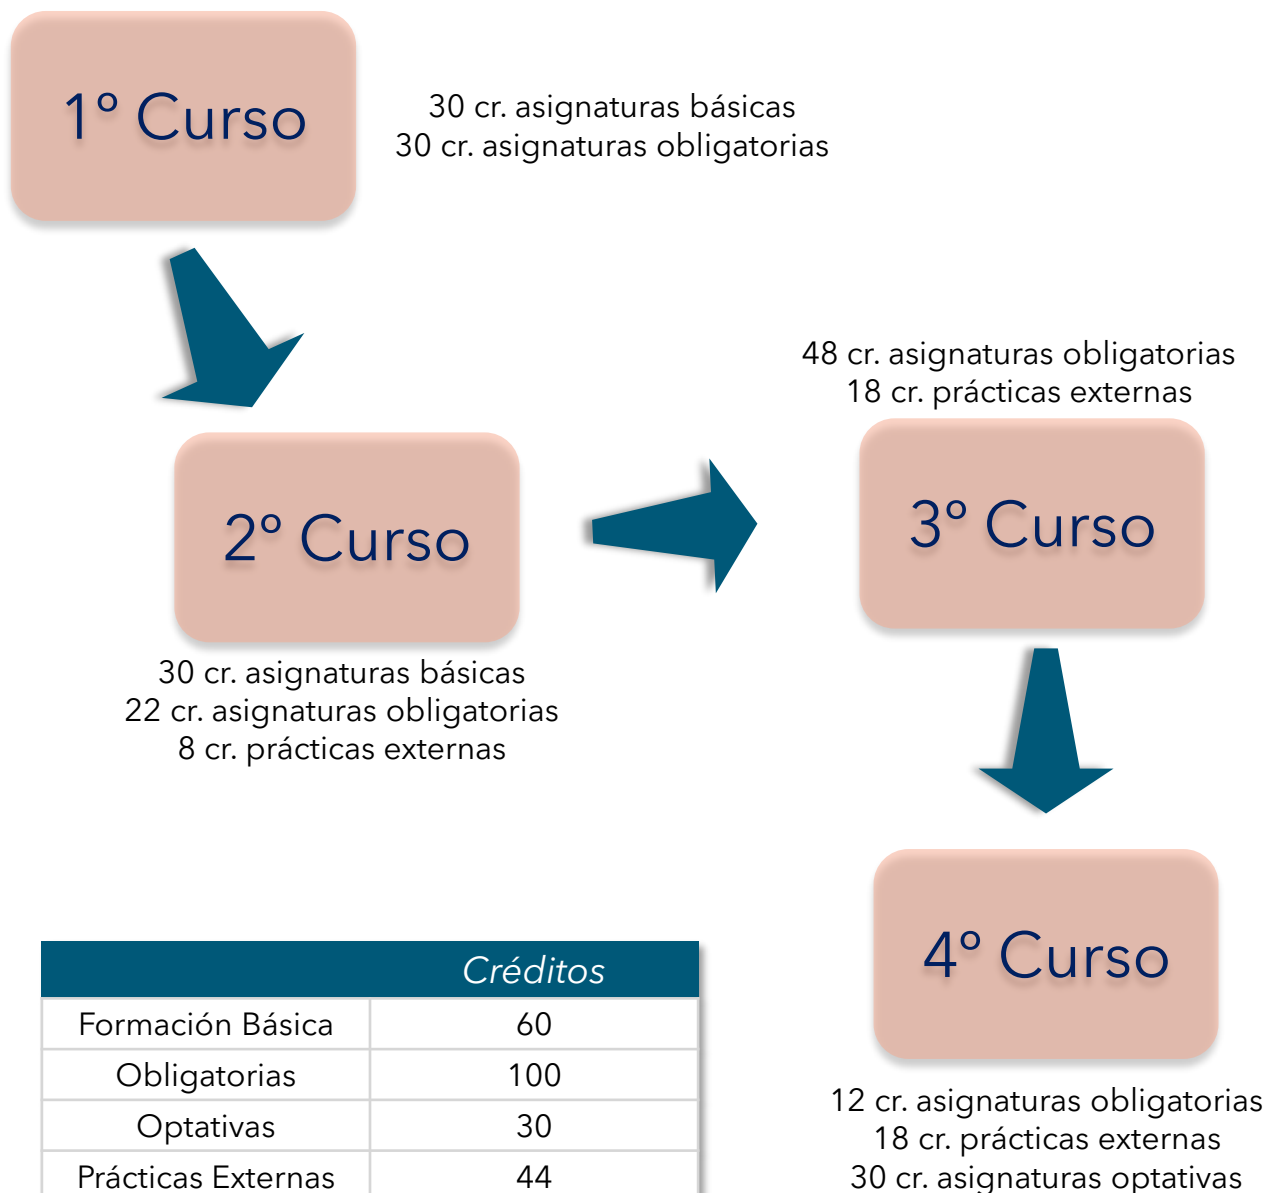 1º Curso
30 cr. asignaturas básicas
30 cr. asignaturas obligatorias
2º Curso
30 cr. asignaturas básicas
22 cr. asignaturas obligatorias
8 cr. prácticas externas
48 cr. asignaturas obligatorias
18 cr. prácticas externas
3º Curso
4º Curso
12 cr. asignaturas obligatorias
18 cr. prácticas externas
30 cr. asignaturas optativas
Créditos
Formación Básica 60
Obligatorias 100
Optativas 30
Prácticas Externas 44